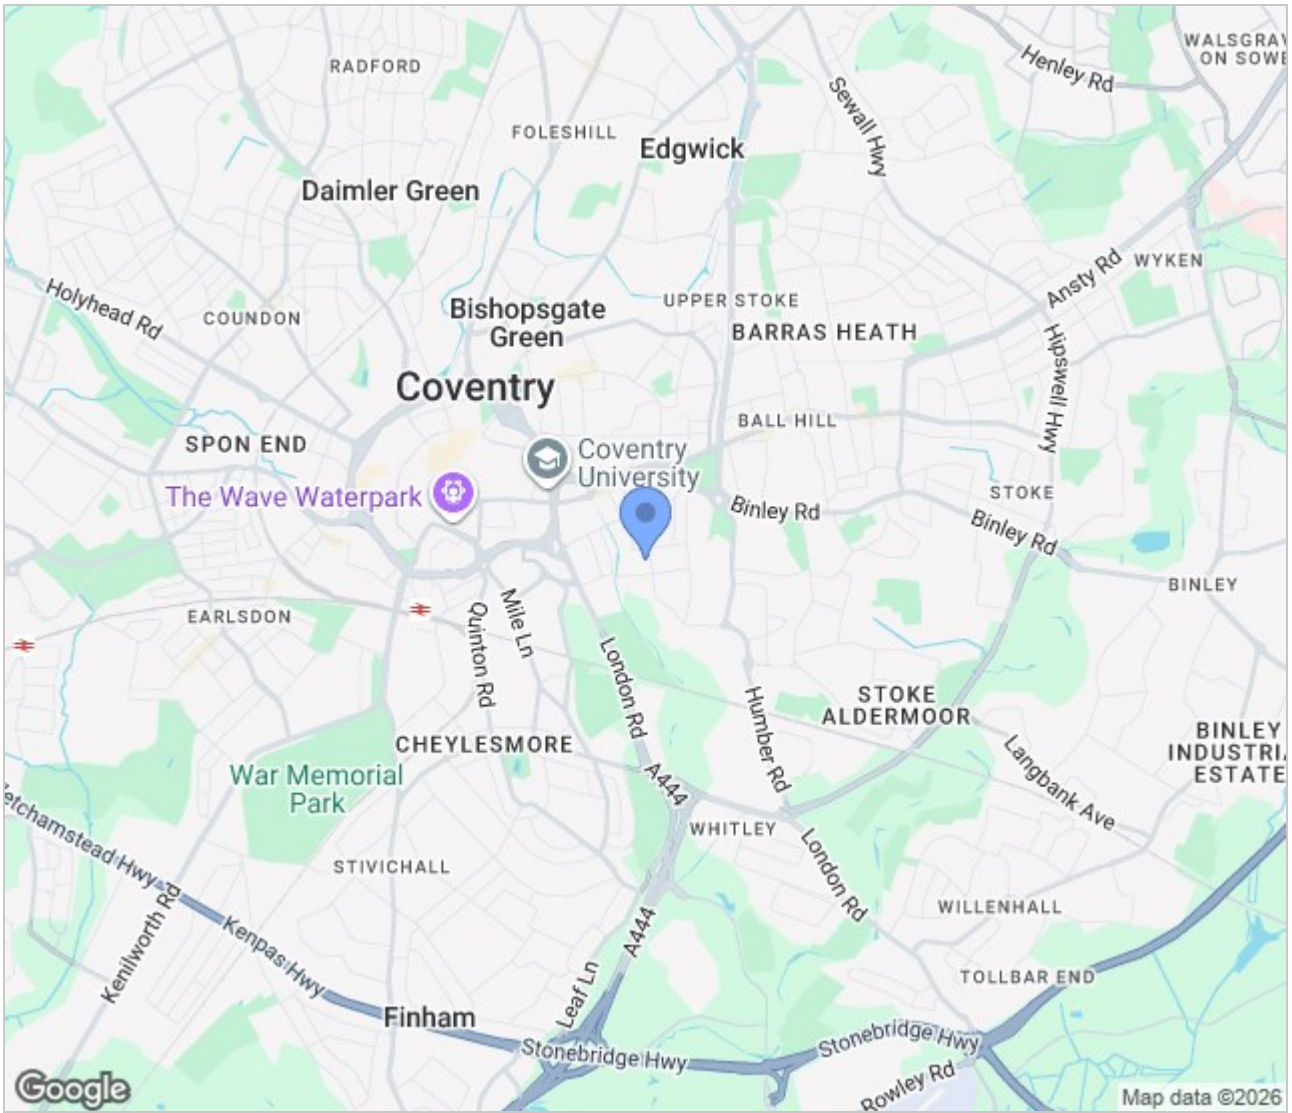 RADFORD
Henley Rd
WALSGRAV
ON SOWE
Sewall Hwy
FOLESHILL
Edgwick
Daimler Green
Ansty Rd
WYKEN
Holyhead Rd
COUNDON
Bishopsgate
Green
UPPER STOKE
BARRAS HEATH
Hipswell Hwy
Coventry
BALL HILL
SPON END
Coventry
University
The Wave Waterpark
Binley Rd
STOKE
Binley Rd
BINLEY
EARLSDON
Quinton Rd
Mile Ln
London Rd
Humber Rd
STOKE
ALDERMOOR
CHEYLESMORE
Langbank Ave
BINLEY
INDUSTRIA
ESTATE
War Memorial
Park
A444
WHITLEY
London Rd
etchamstead Hwy
STIVICHALL
Kenilworth Rd
Kenpas Hwy
WILLENHALL
A444
TOLLBAR END
Leaf Ln
Finham
Stonebridge Hwy
Stonebridge Hwy
Rowley Rd
Google
Map data ©2026